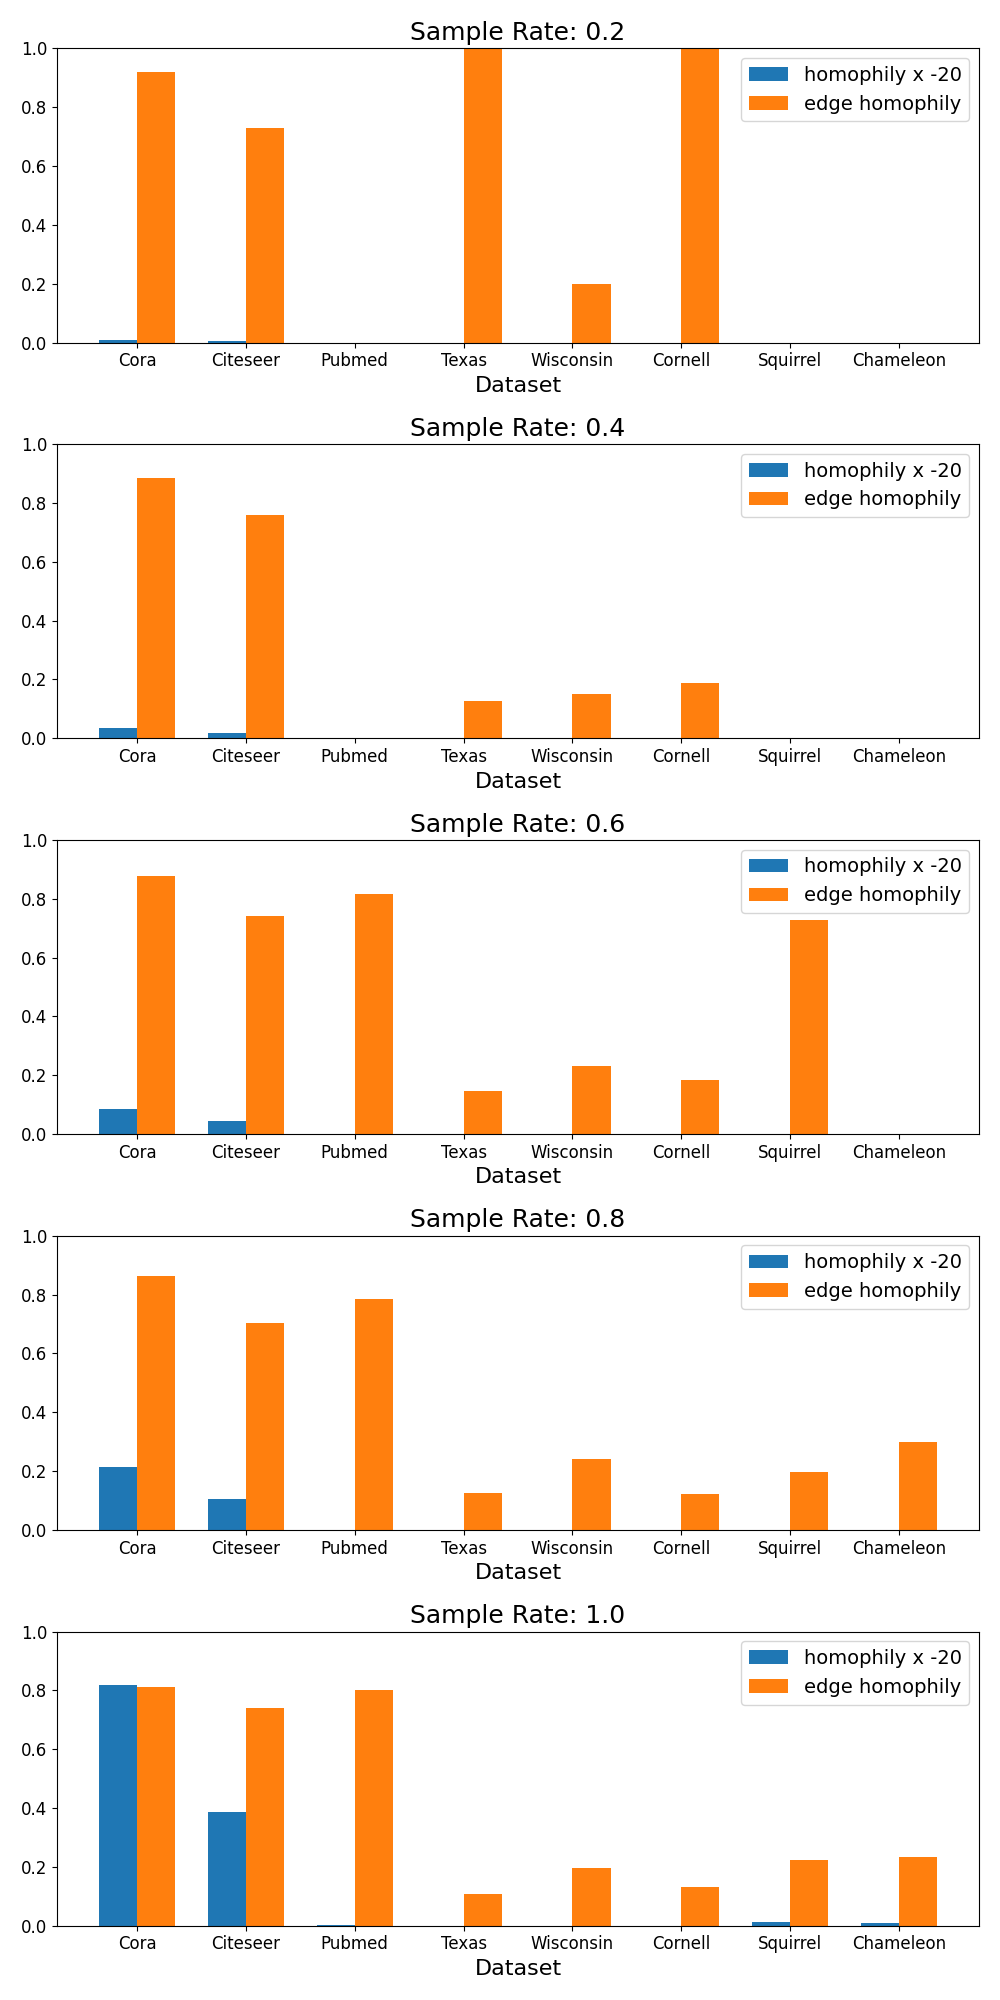 Sample Rate: 0.2
1.0
0.8
0.6
0.4
0.2
0.0
homophily x -20
edge homophily
Cora Citeseer Pubmed Texas Wisconsin Cornell Squirrel Chameleon
Dataset
Sample Rate: 0.4
1.0
0.8
0.6
0.4
0.2
0.0
homophily x -20
edge homophily
Cora Citeseer Pubmed Texas Wisconsin Cornell Squirrel Chameleon
Dataset
Sample Rate: 0.6
1.0
0.8
0.6
0.4
0.2
0.0
homophily x -20
edge homophily
Cora Citeseer Pubmed Texas Wisconsin Cornell Squirrel Chameleon
Dataset
Sample Rate: 0.8
1.0
0.8
0.6
0.4
0.2
0.0
homophily x -20
edge homophily
Cora Citeseer Pubmed Texas Wisconsin Cornell Squirrel Chameleon
Dataset
Sample Rate: 1.0
1.0
0.8
0.6
0.4
0.2
0.0
homophily x -20
edge homophily
Cora Citeseer Pubmed Texas Wisconsin Cornell Squirrel Chameleon
Dataset